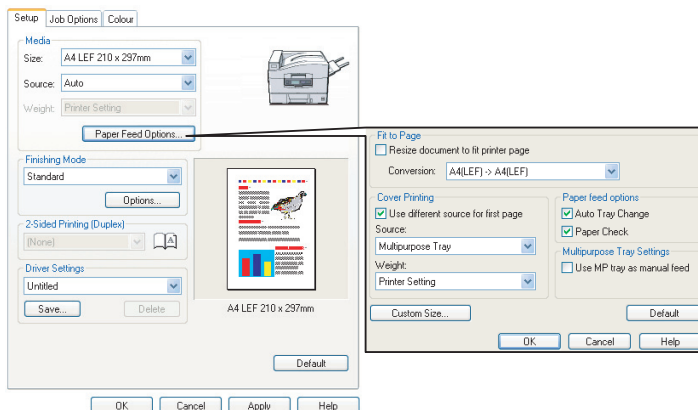 Setup Job Options Colour
Media
Size: A4 LEF 210 x 297mm
Source: Auto
Weight: Printer Setting
Paper Feed Options...
Finishing Mode
Standard
Options...
2-Sided Printing (Duplex)
(None)
A
Driver Settings
Untitled
Save... Delete
A4 LEF 210 x 297mm
Default
OK Cancel Apply Help
Fit to Page
Resize document to fit printer page
Conversion: A4(LEF) -> A4(LEF)
Cover Printing
Use different source for first page
Source:
Multipurpose Tray
Weight:
Printer Setting
Paper feed options
Auto Tray Change
Paper Check
Multipurpose Tray Settings
Use MP tray as manual feed
Custom Size... Default
OK Cancel Help